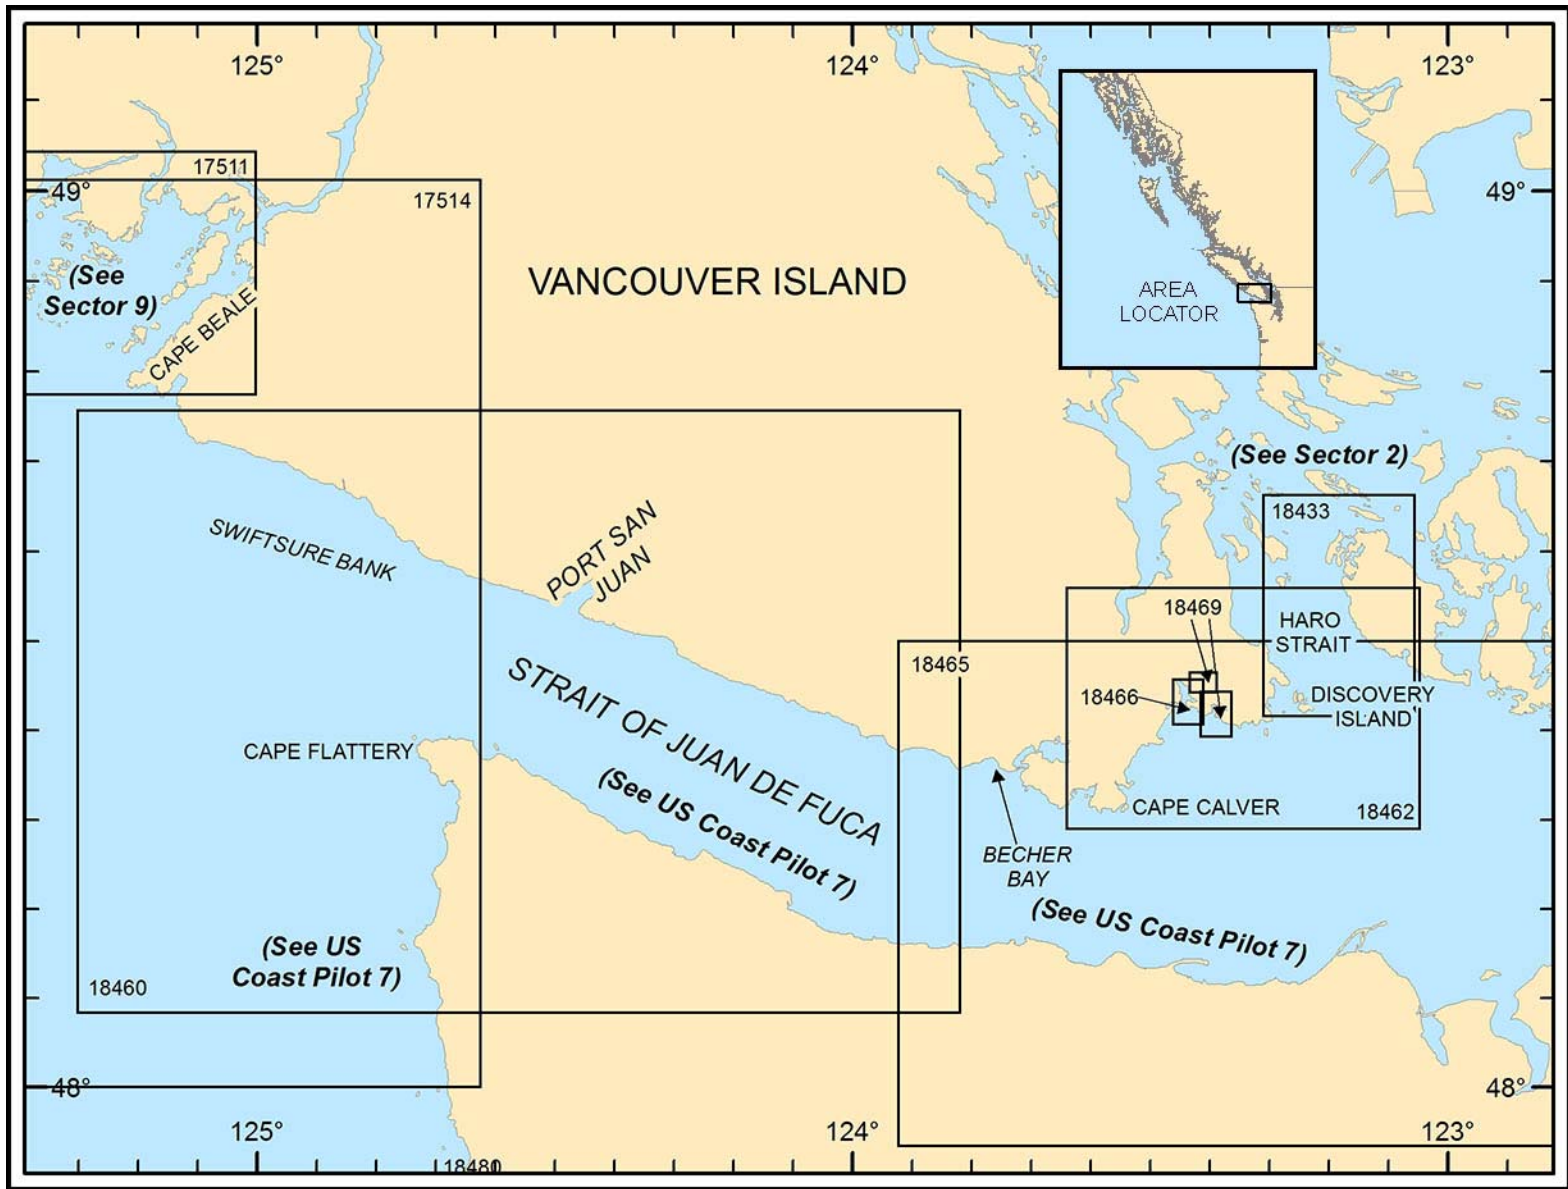 125°
124°
123°
17511
49°
17514
49°
(See
Sector 9)
CAPE BEALE
VANCOUVER ISLAND
AREA
LOCATOR
(See Sector 2)
18433
SWIFTSURE BANK
PORT SAN
JUAN
18469
HARO
STRAIT
18465
18466
DISCOVERY
ISLAND
CAPE FLATTERY
STRAIT OF JUAN DE FUCA
(See US Coast Pilot 7)
CAPE CALVER
18462
BECHER
BAY
(See US Coast Pilot 7)
(See US
Coast Pilot 7)
18460
48°
48°
125°
124°
123°
18480